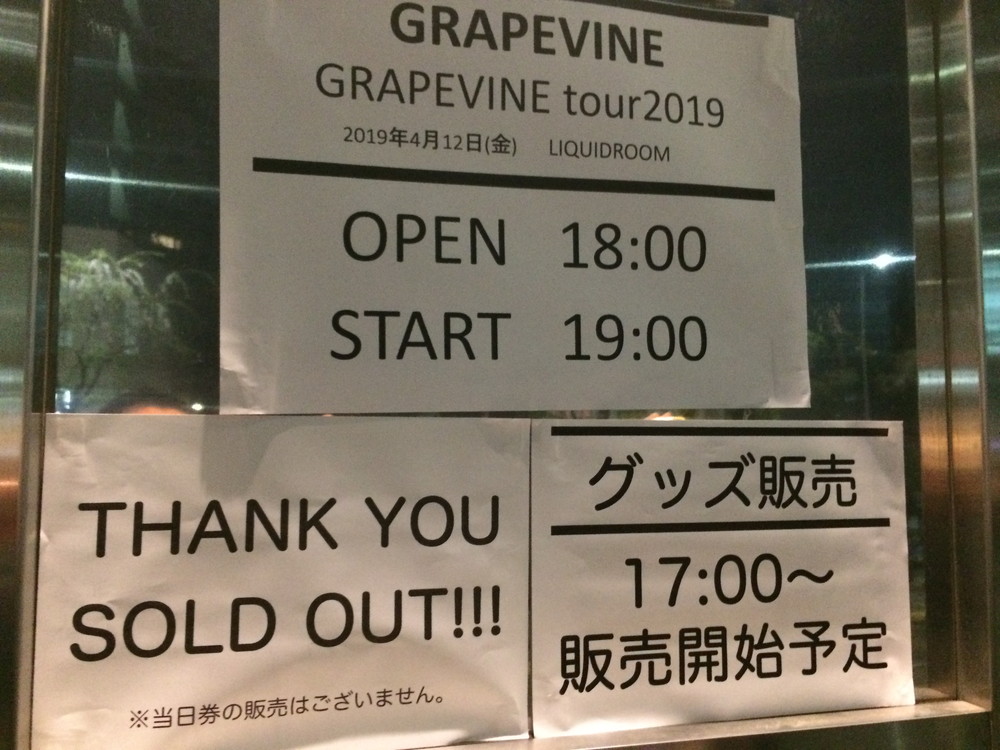 GRAPEVINE
GRAPEVINE tour2019
2019年4月12日(金) LIQUIDROOM
OPEN 18:00
START 19:00
THANK YOU
SOLD OUT!!!
※当日券の販売はございません。
グッズ販売
17:00～
販売開始予定